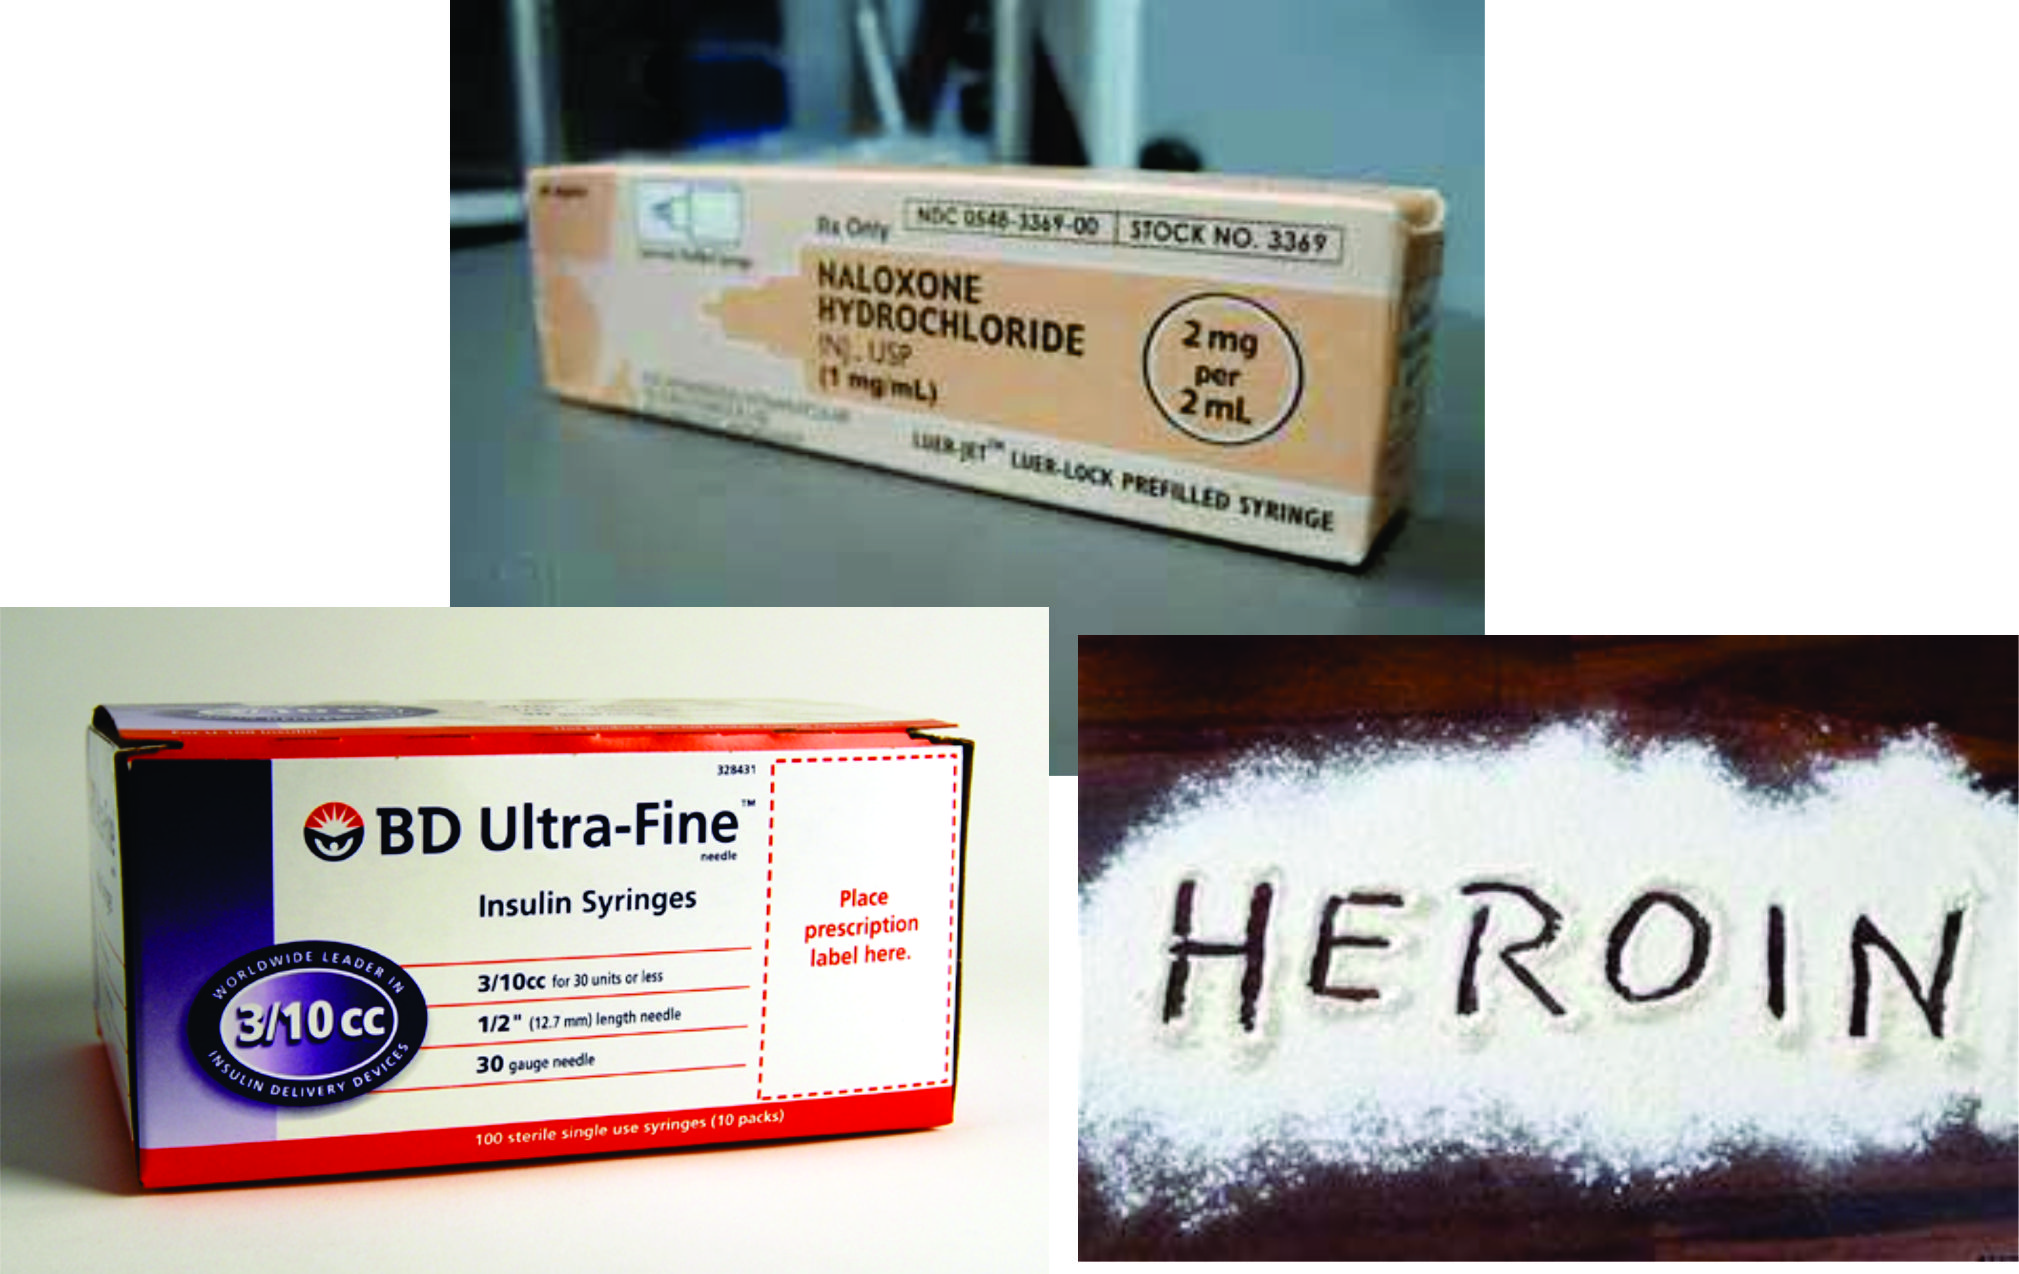 Rx Only
NDC 0548-3369-00
STOCK NO. 3369
NALOXONE
HYDROCHLORIDE
INJ., USP
(1 mg/mL)
2 mg
per
2 mL
LUER-JET™ LUER-LOCK PREFILLED SYRINGE
328431
BD Ultra-Fine™
needle
Insulin Syringes
3/10cc for 30 units or less
1/2" (12.7 mm) length needle
30 gauge needle
WORLDWIDE LEADER IN
3/10 cc
INSULIN DELIVERY DEVICES
Place
prescription
label here.
100 sterile single use syringes (10 packs)
HEROIN